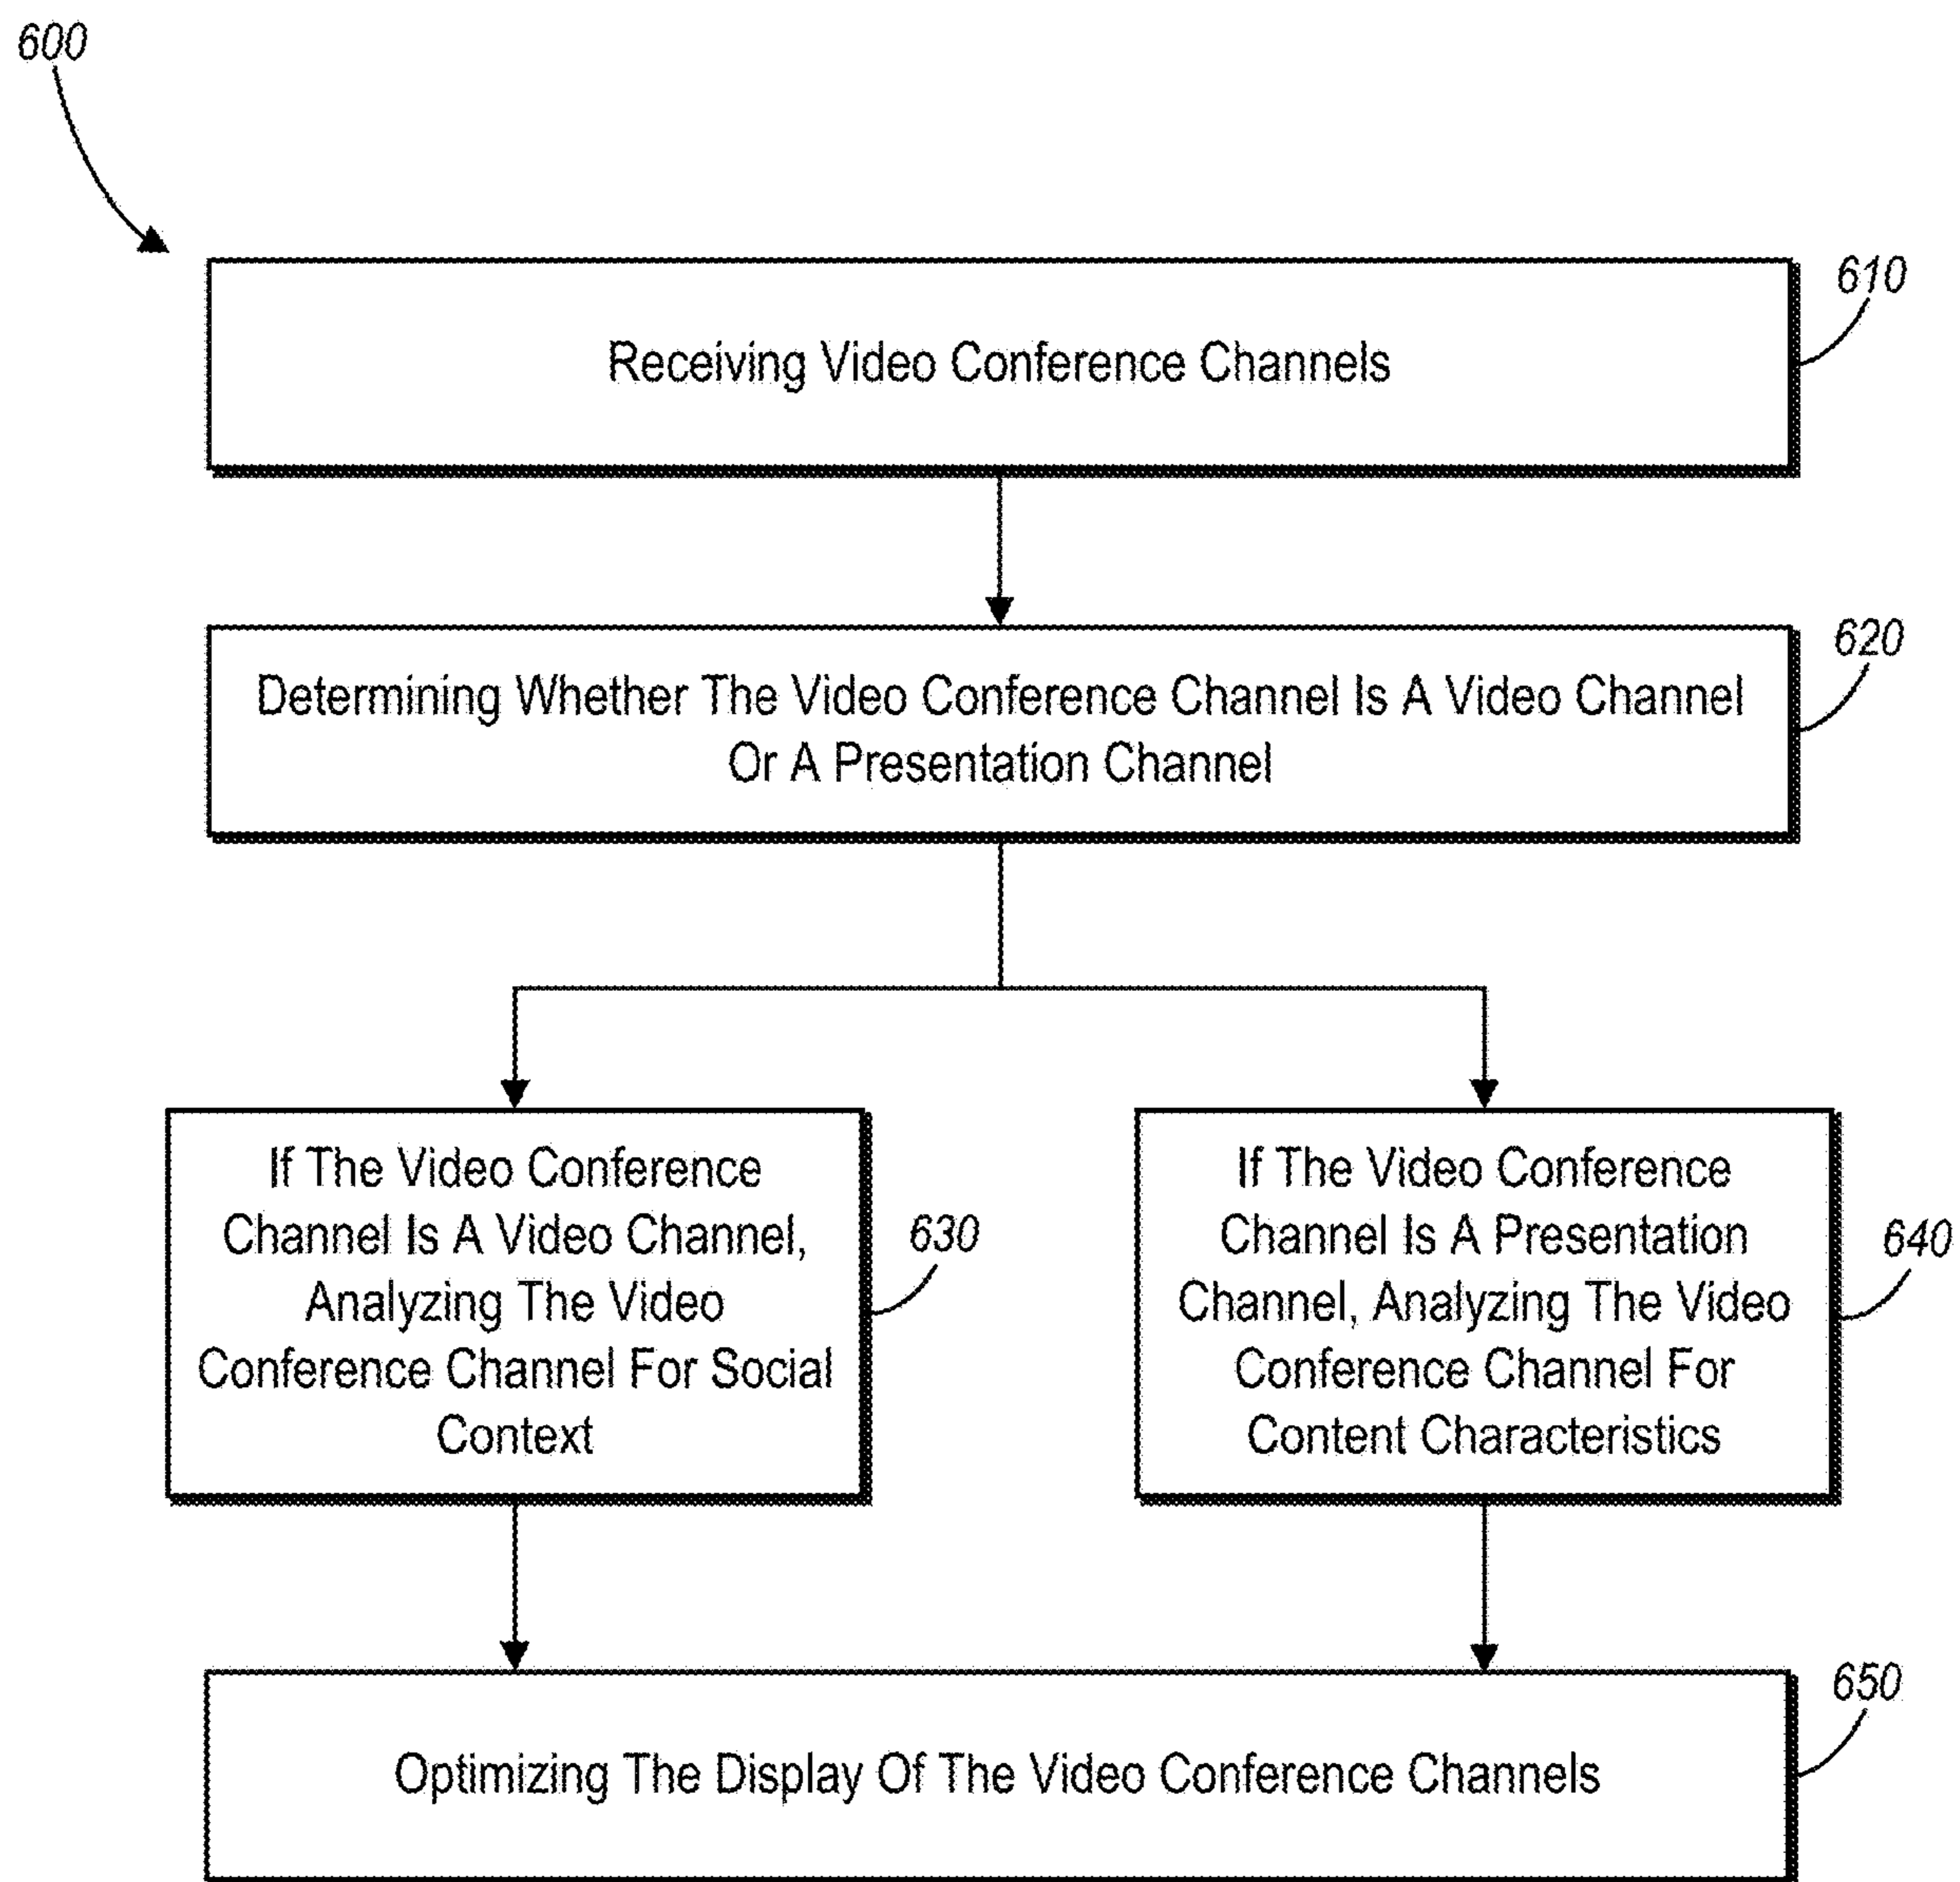 600
610
Receiving Video Conference Channels
620
Determining Whether The Video Conference Channel Is A Video Channel
Or A Presentation Channel
If The Video Conference
Channel Is A Video Channel,
Analyzing The Video
Conference Channel For Social
Context
630
If The Video Conference
Channel Is A Presentation
Channel, Analyzing The Video
Conference Channel For
Content Characteristics
640
650
Optimizing The Display Of The Video Conference Channels